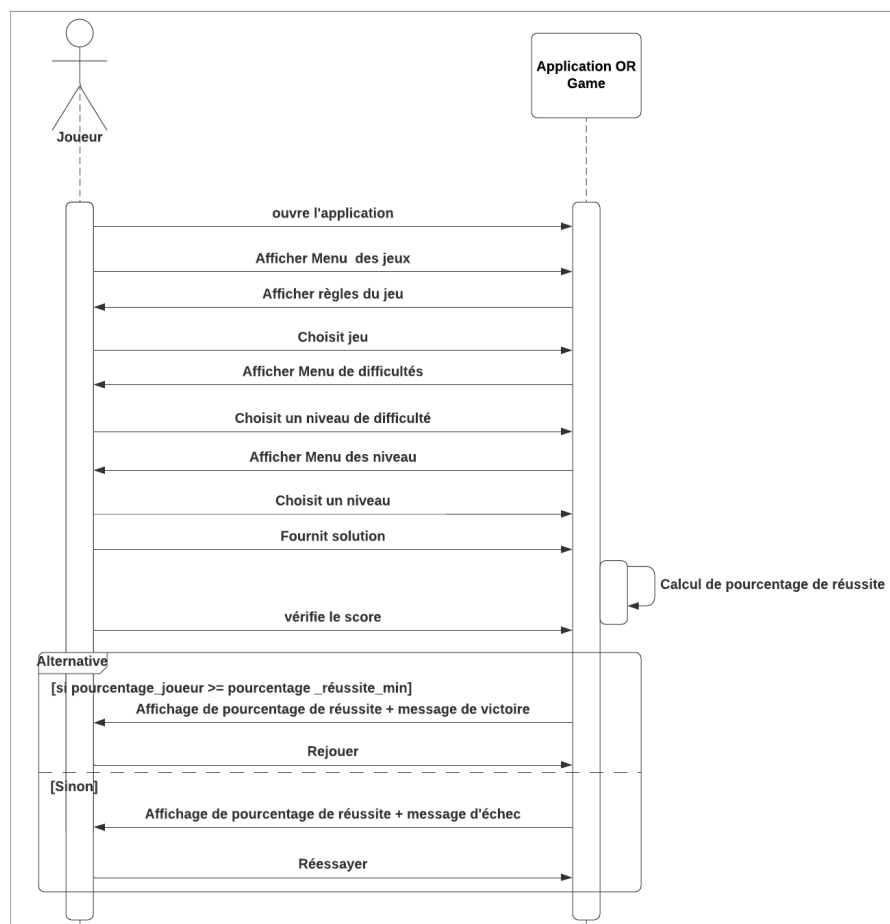 Application OR
Game
Joueur
ouvre l'application
Afficher Menu des jeux
Afficher règles du jeu
Choisit jeu
Afficher Menu de difficultés
Choisit un niveau de difficulté
Afficher Menu des niveau
Choisit un niveau
Fournit solution
Calcul de pourcentage de réussite
vérifie le score
Alternative
[si pourcentage_joueur >= pourcentage _réussite_min]
Affichage de pourcentage de réussite + message de victoire
Rejouer
[Sinon]
Affichage de pourcentage de réussite + message d'échec
Réessayer